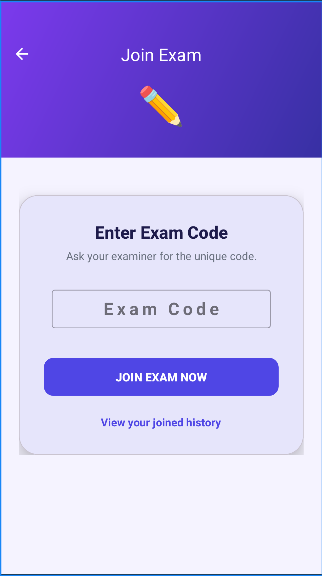 Join Exam
Enter Exam Code
Ask your examiner for the unique code.
Exam Code
JOIN EXAM NOW
View your joined history